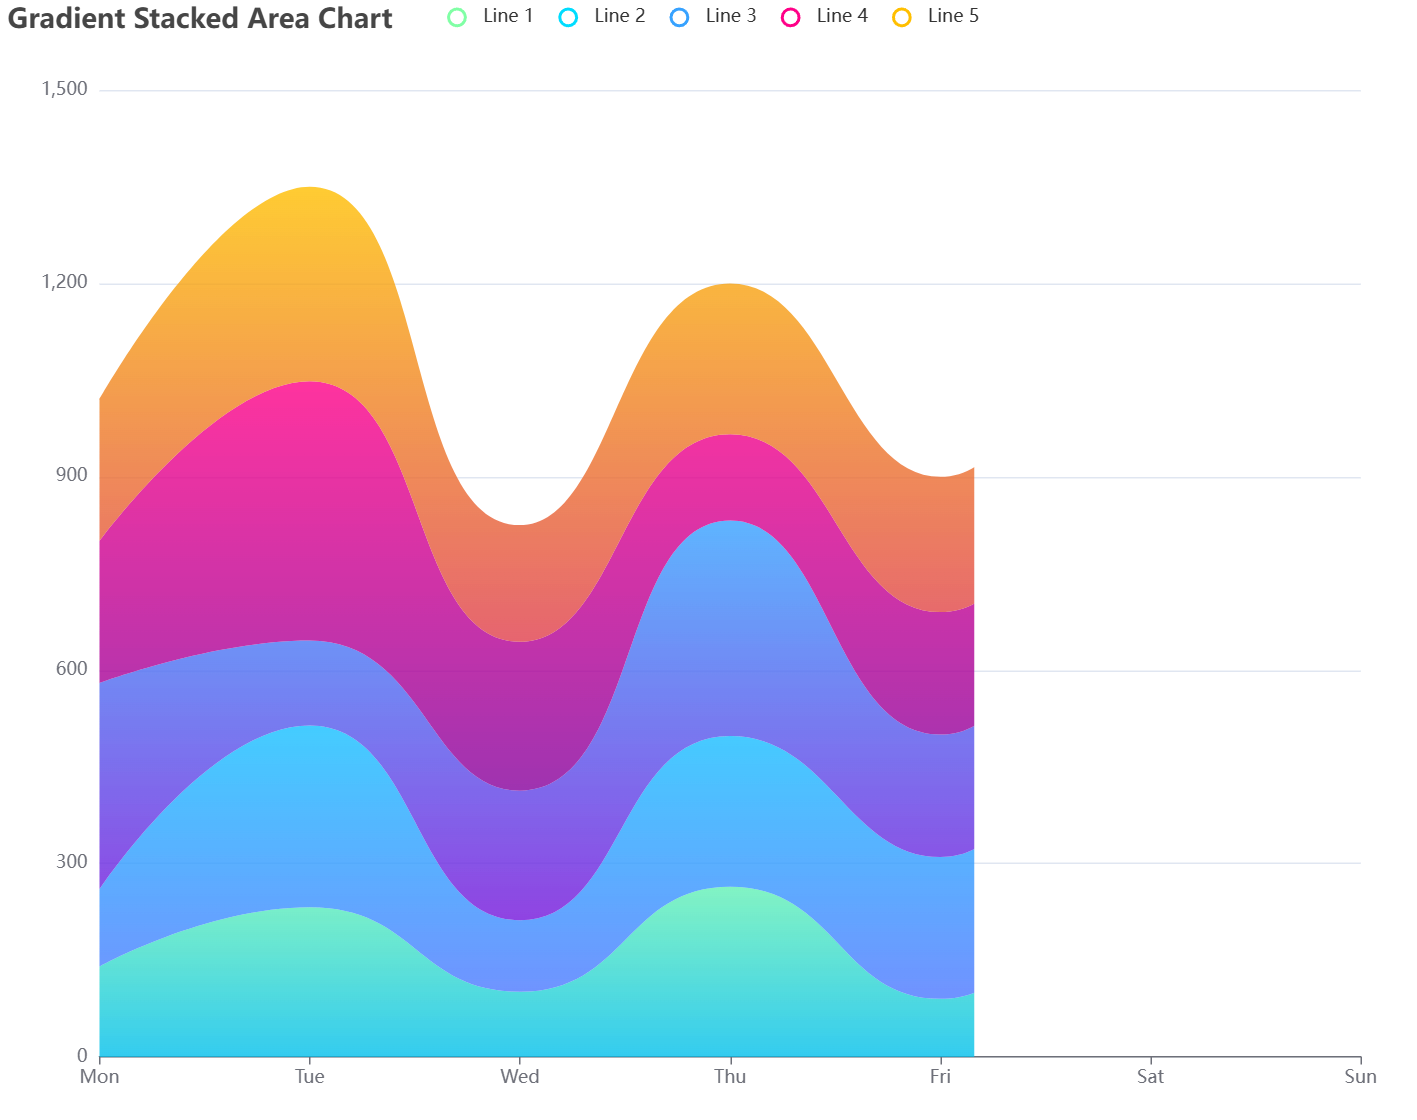 Gradient Stacked Area Chart
Line 1 Line 2 Line 3 Line 4 Line 5
1,500
1,200
900
600
300
0
Mon Tue Wed Thu Fri Sat Sun